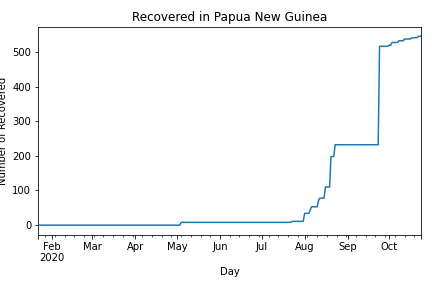 Recovered in Papua New Guinea
Number of Recovered
500
400
300
200
100
0
Feb Mar Apr May Jun Jul Aug Sep Oct
2020
Day